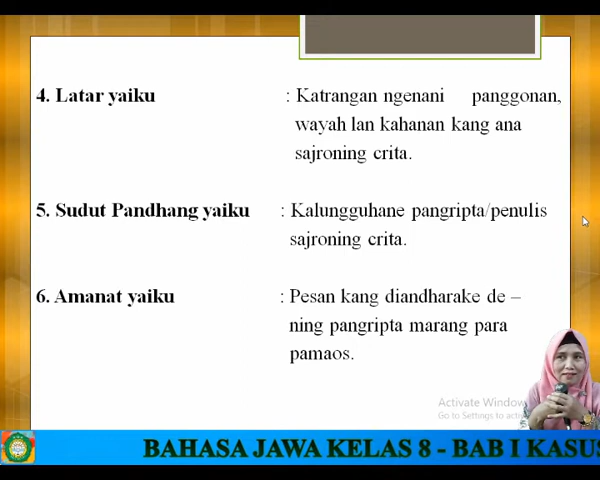 4. Latar yaiku : Katrangan ngenani panggonan,
wayah lan kahanan kang ana
sajroning crita.
5. Sudut Pandhang yaiku : Kalungguhane pangripta/penulis
sajroning crita.
6. Amanat yaiku : Pesan kang diandharake de –
ning pangripta marang para
pamaos.
Activate Window
Go to Settings to acti
BAHASA JAWA KELAS 8 - BAB I KASUS